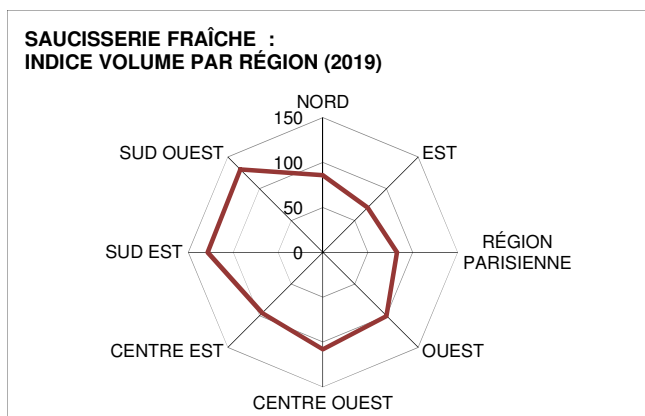 SAUCISSERIE FRAÎCHE :
INDICE VOLUME PAR RÉGION (2019)
NORD
150
SUD OUEST
EST
100
50
SUD EST
0
RÉGION
PARISIENNE
CENTRE EST
OUEST
CENTRE OUEST